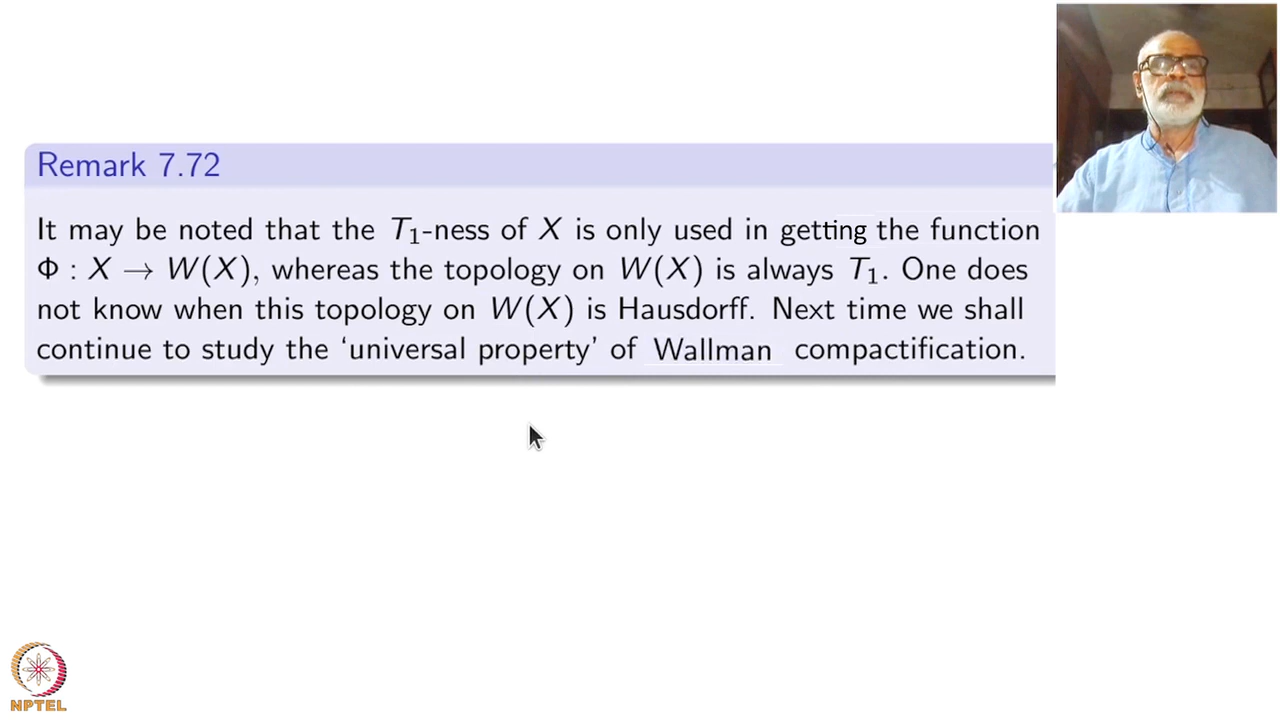 Remark 7.72
It may be noted that the T₁-ness of X is only used in getting the function
Φ : X → W(X), whereas the topology on W(X) is always T₁. One does
not know when this topology on W(X) is Hausdorff. Next time we shall
continue to study the ‘universal property’ of Wallman compactification.
NPTEL